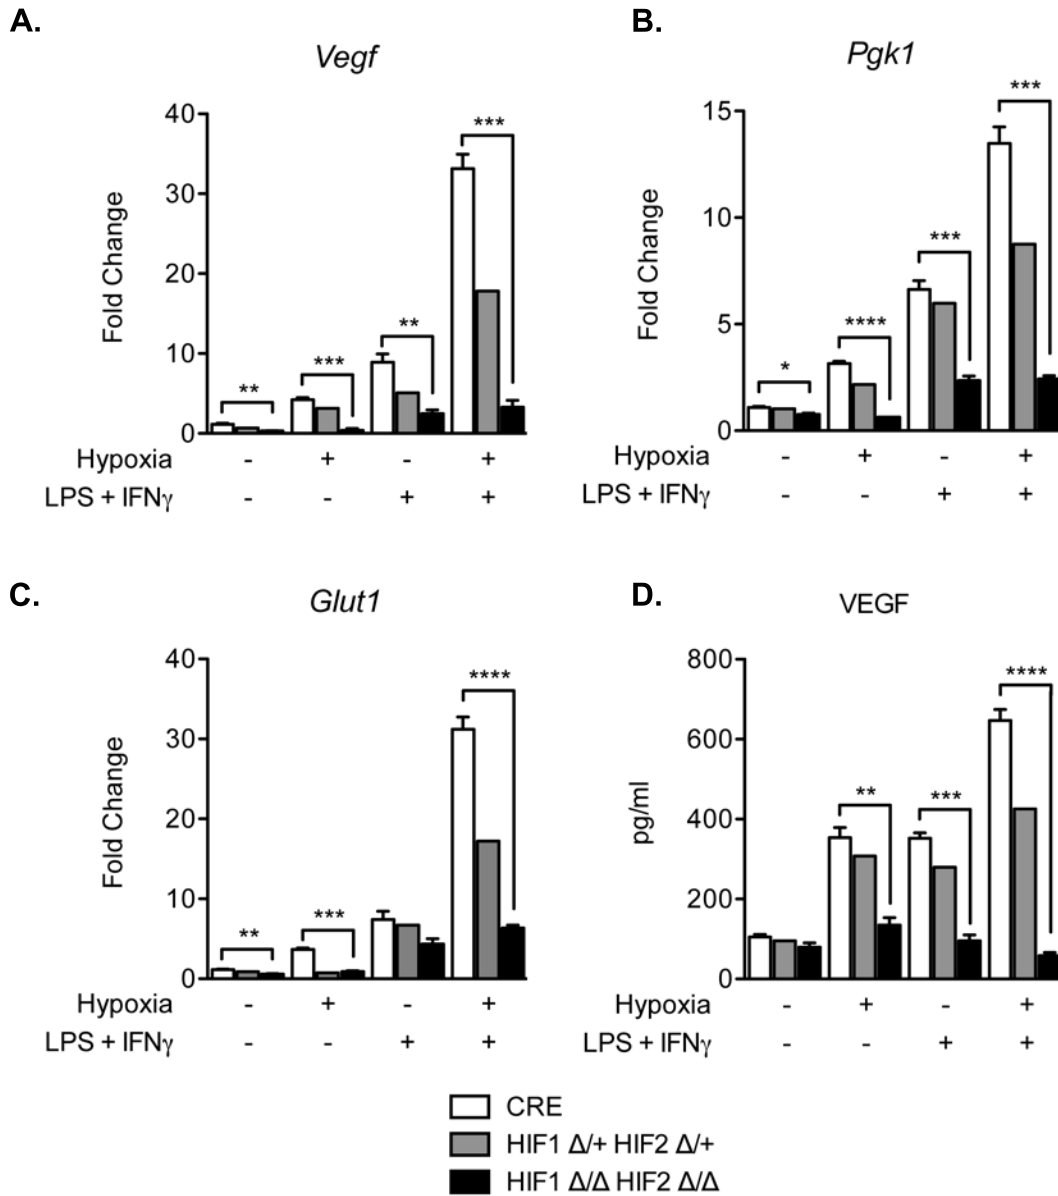 A.
Vegf
Fold Change
40
30
20
10
0
**
***
**
***
Hypoxia - + - +
LPS + IFNγ - - + +
B.
Pgk1
Fold Change
15
10
5
0
*
****
***
***
Hypoxia - + - +
LPS + IFNγ - - + +
C.
Glut1
Fold Change
40
30
20
10
0
**
***
****
Hypoxia - + - +
LPS + IFNγ - - + +
D.
VEGF
pg/ml
800
600
400
200
0
**
***
****
Hypoxia - + - +
LPS + IFNγ - - + +
CRE
HIF1 Δ/+ HIF2 Δ/+
HIF1 Δ/Δ HIF2 Δ/Δ